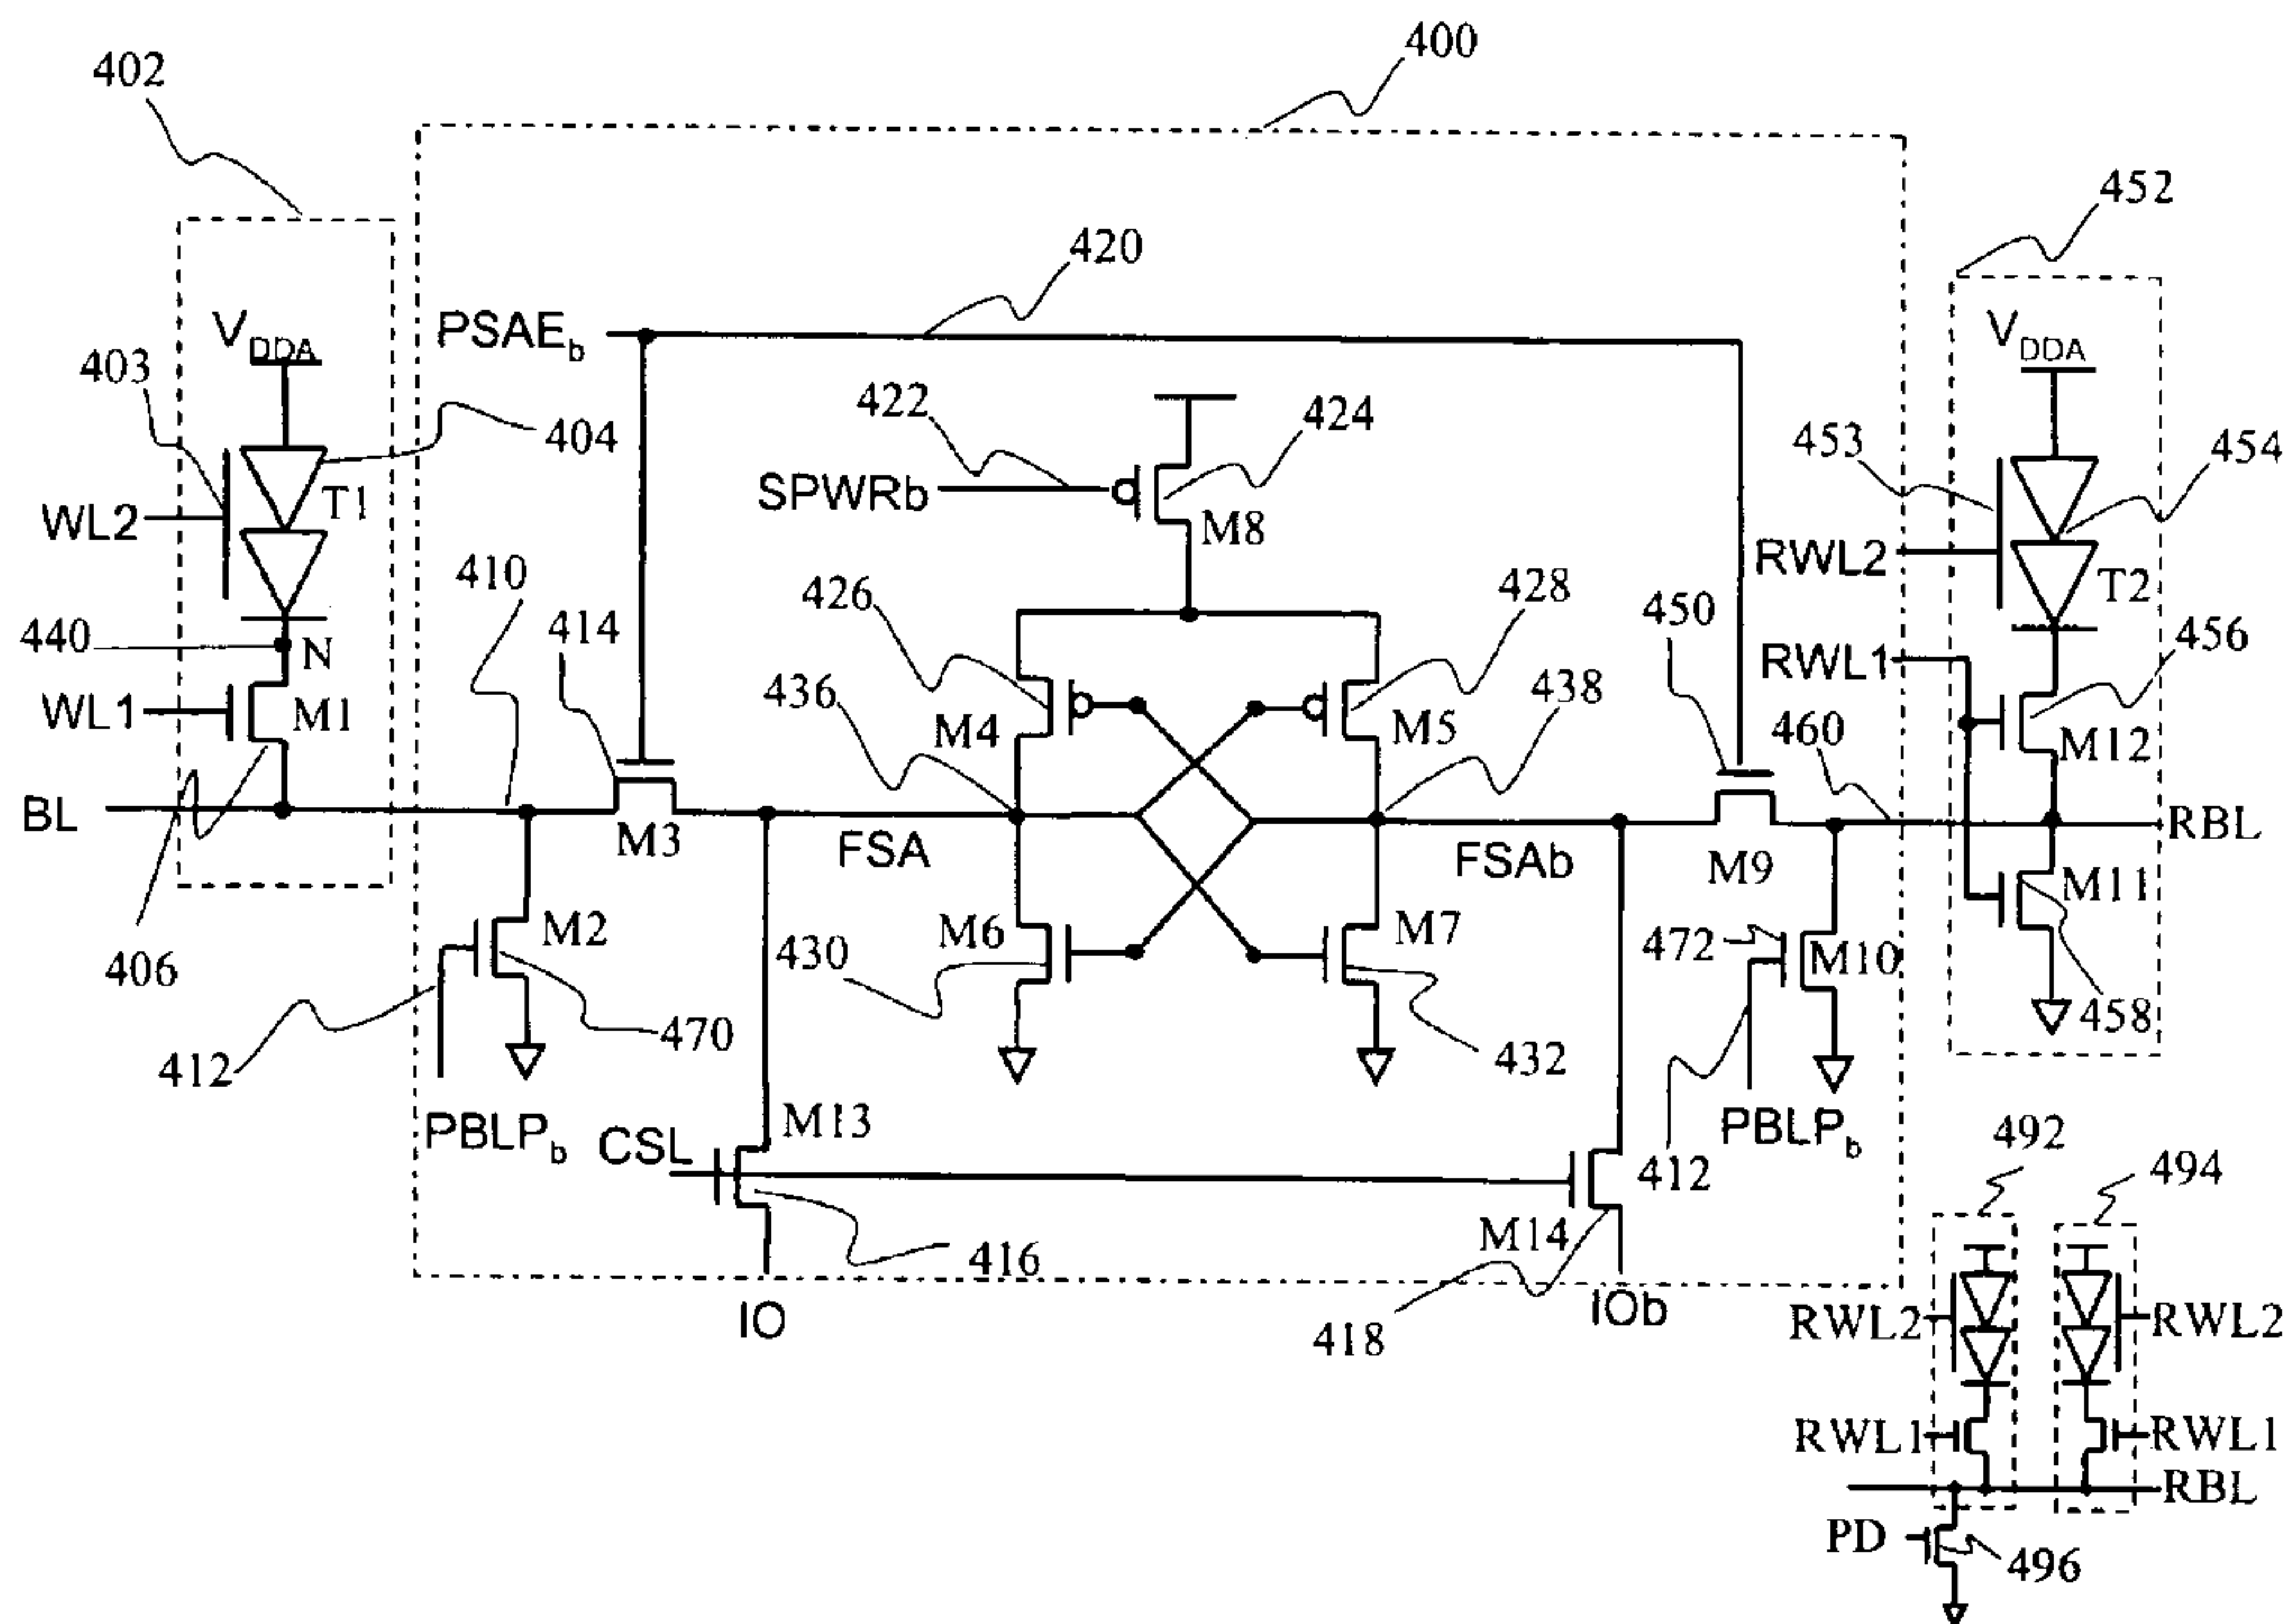 400
402
452
420
PSAEb
VDDA
VDDA
403
404
422
424
453
454
SPWRb
T1
WL2
M8
410
RWL2
T2
426
428
450
440
N
414
436
438
RWL1
456
WL1
M1
M4
M5
460
M12
BL
M3
FSA
FSAb
M9
RBL
M11
406
M2
M6
430
M7
472
M10
412
470
432
458
PBLPb
CSL
M13
PBLPb
412
492
494
416
M14
IO
IOb
418
RWL2
RWL2
RWL1
RWL1
RBL
PD
496